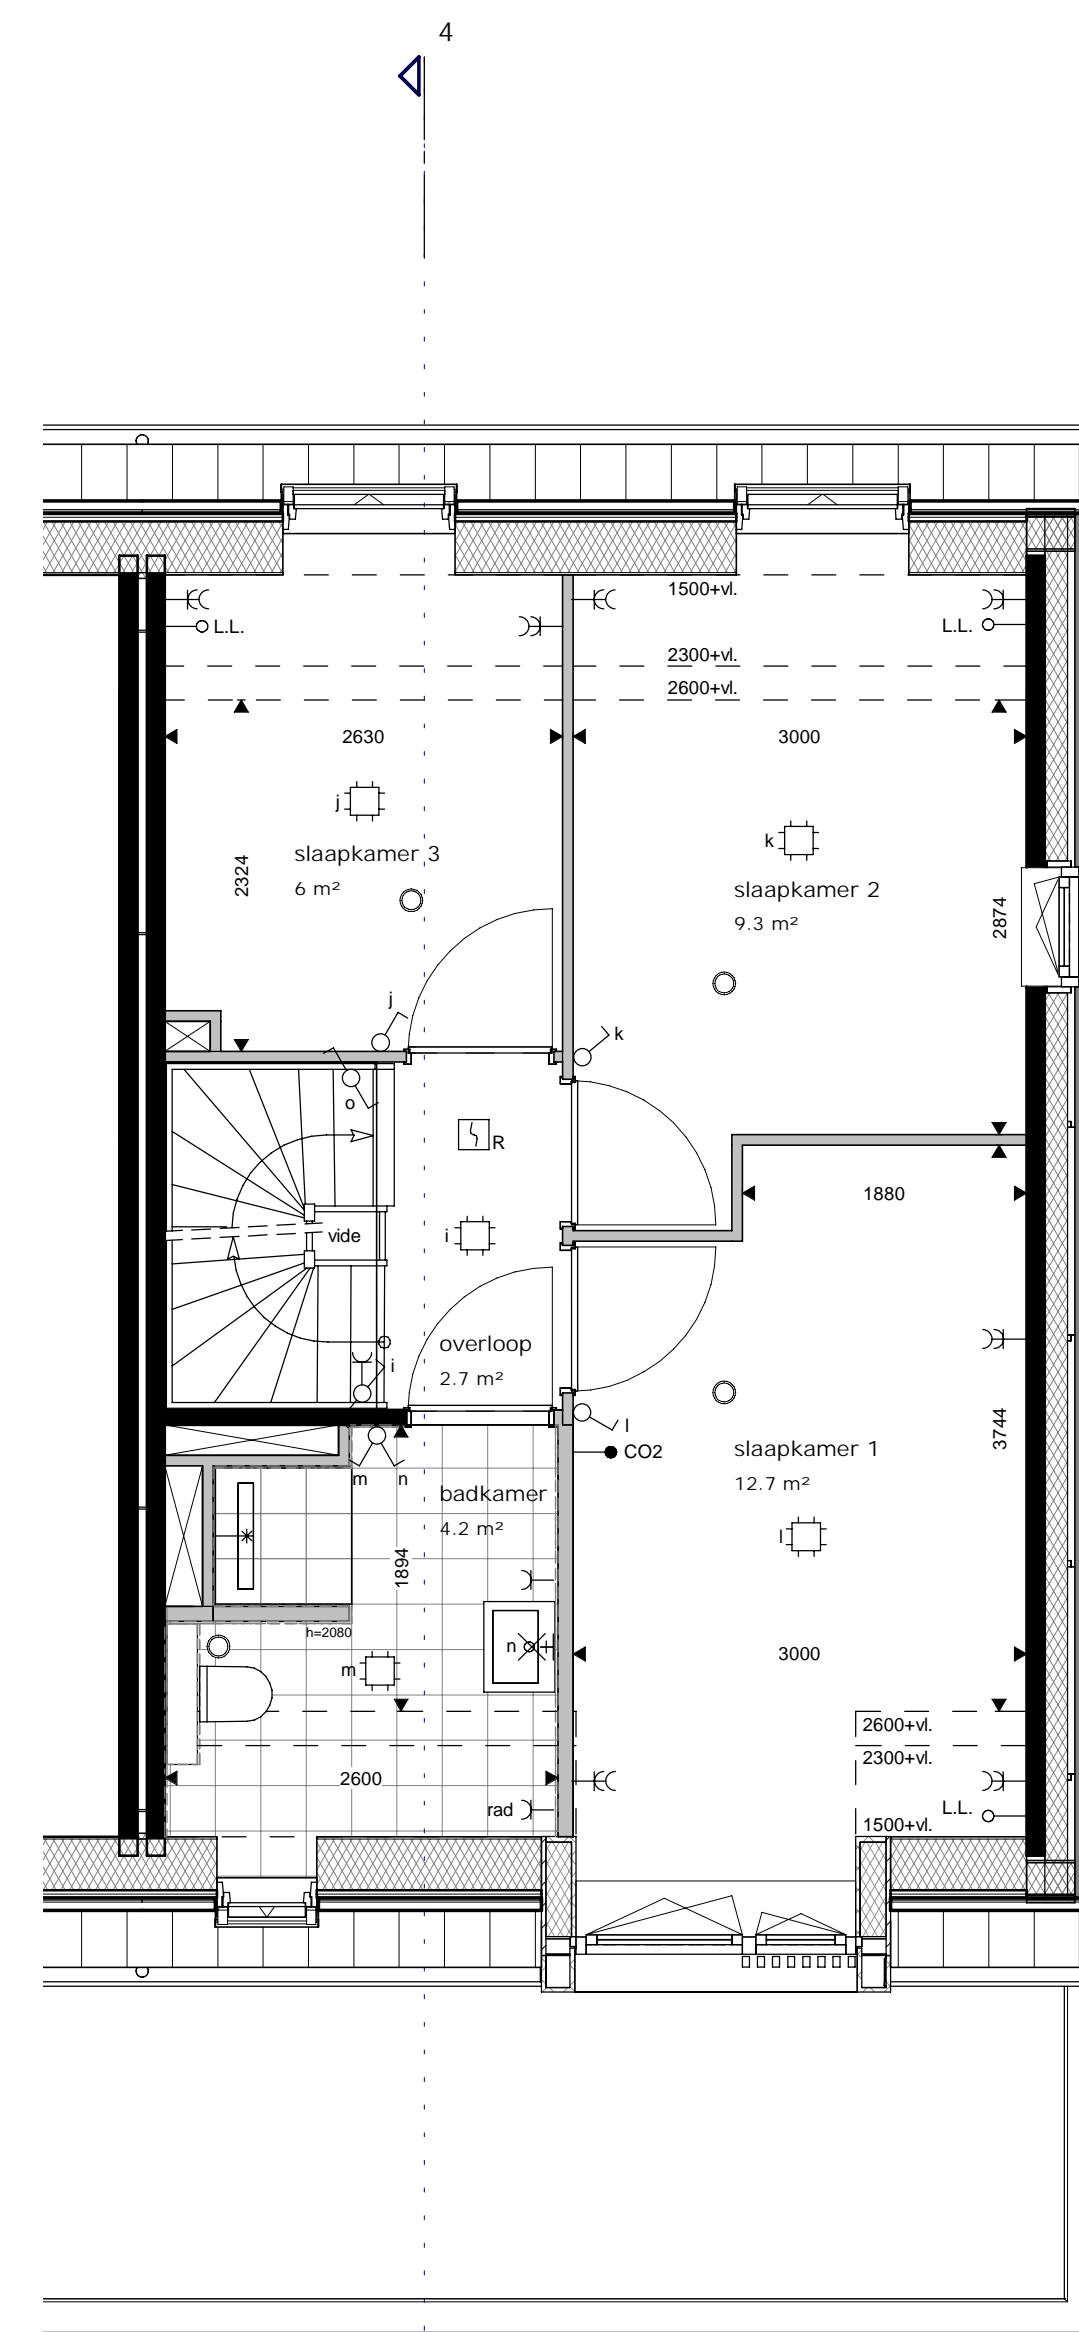 4
1500+vl.
L.L.
L.L.
2300+vl.
2600+vl.
2630
3000
j
k
slaapkamer 3
6 m²
2324
slaapkamer 2
9.3 m²
2874
j
k
o
R
1880
vide
i
overloop
2.7 m²
i
l
CO2
3744
slaapkamer 1
12.7 m²
m
n
badkamer
4.2 m²
l
1894
h=2080
n
m
3000
2600+vl.
2300+vl.
2600
rad
L.L.
1500+vl.